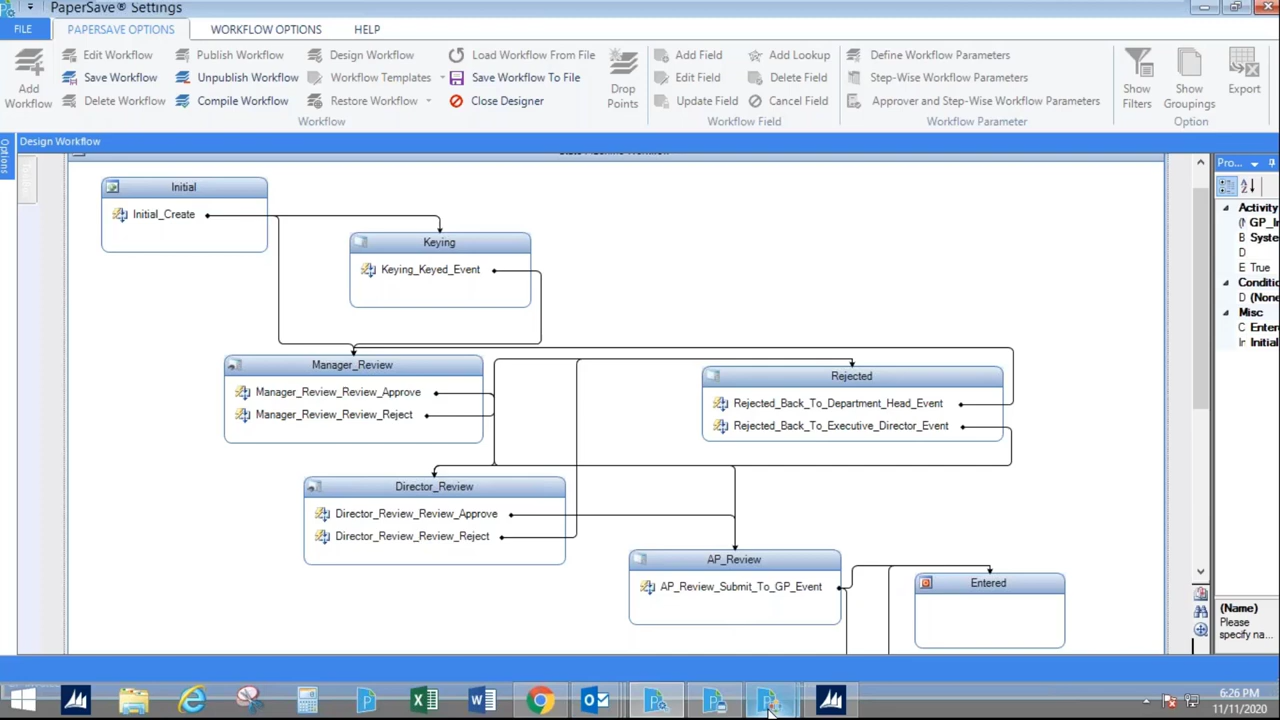 PaperSave® Settings
FILE PAPERSAVE OPTIONS WORKFLOW OPTIONS HELP
Edit Workflow Publish Workflow Design Workflow Load Workflow From File Add Field Add Lookup Define Workflow Parameters
Save Workflow Unpublish Workflow Workflow Templates Save Workflow To File Edit Field Delete Field Step-Wise Workflow Parameters
Add Workflow Delete Workflow Compile Workflow Restore Workflow Close Designer Drop Points Update Field Cancel Field Approver and Step-Wise Workflow Parameters Show Filters Show Groupings Export
Workflow Workflow Field Workflow Parameter Option
Options
Design Workflow
Pro...
Initial
Initial_Create
Keying
Keying_Keyed_Event
Manager_Review
Manager_Review_Review_Approve
Manager_Review_Review_Reject
Rejected
Rejected_Back_To_Department_Head_Event
Rejected_Back_To_Executive_Director_Event
Director_Review
Director_Review_Review_Approve
Director_Review_Review_Reject
AP_Review
AP_Review_Submit_To_GP_Event
Entered
Activity
(N GP_In
B Syste
D
E True
Conditio
D (None
Misc
C Entere
In Initial
(Name)
Please
specify na...
6:26 PM
11/11/2020